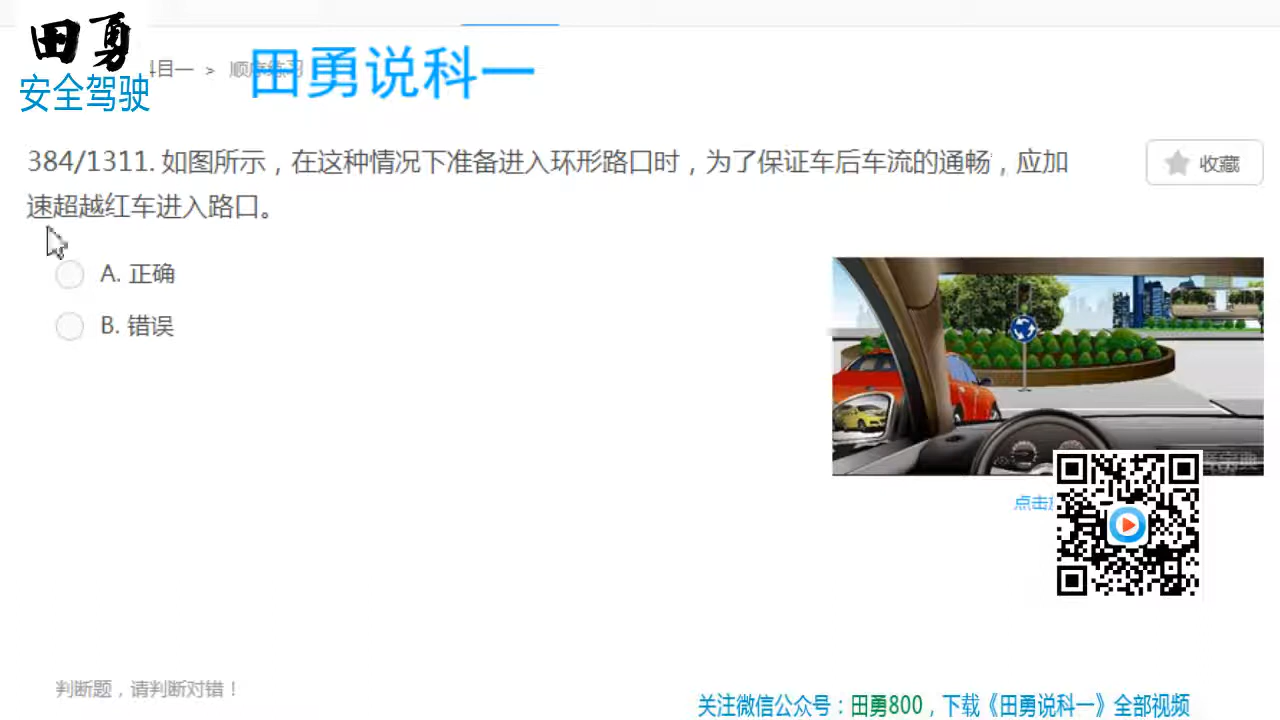 田勇
安全驾驶
科目一 > 顺序练习
田勇说科一
384/1311. 如图所示，在这种情况下准备进入环形路口时，为了保证车后车流的通畅，应加
速超越红车进入路口。
收藏
A. 正确
B. 错误
点击
判断题，请判断对错！
关注微信公众号：田勇800，下载《田勇说科一》全部视频